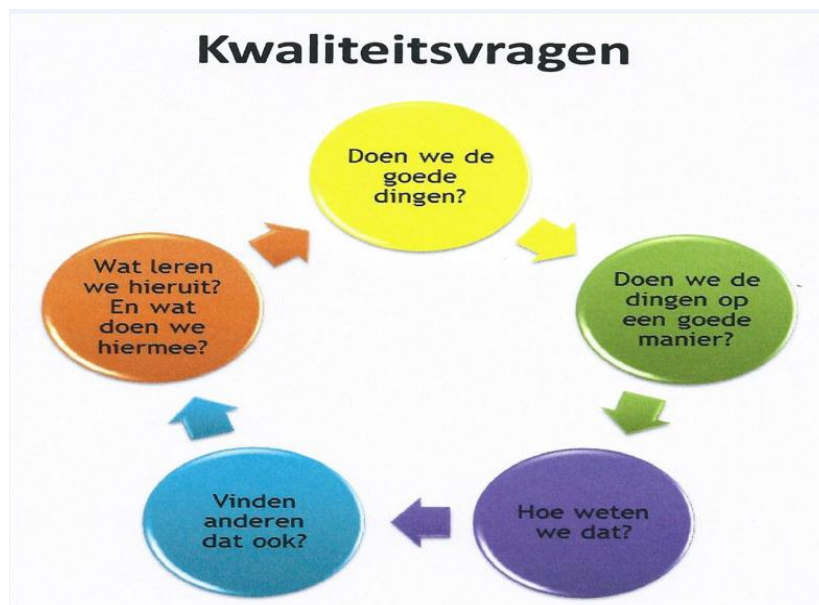 Kwaliteitsvragen
Doen we de
goede
dingen?
Doen we de
dingen op
een goede
manier?
Hoe weten
we dat?
Vinden
anderen
dat ook?
Wat leren
we hieruit?
En wat
doen we
hiermee?